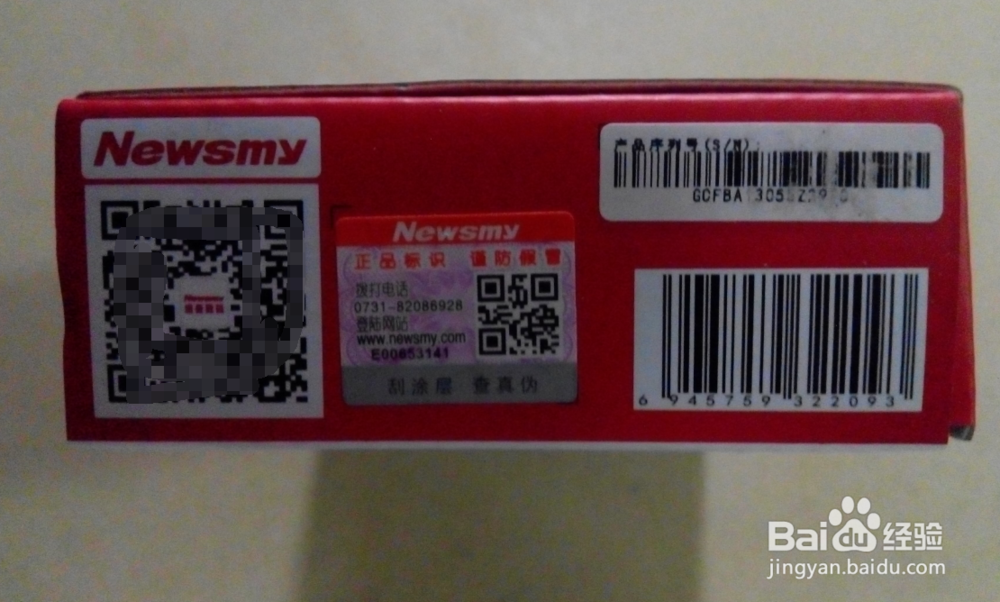 Newsmy
产品序列号(S/N):
Newsmy
Newsmy
正品标识 谨防假冒
拨打电话
0731-82086928
登陆网站
www.newsmy.com
E00653141
刮涂层 查真伪
6 945759 322093
Baidu经验
jingyan.baidu.com